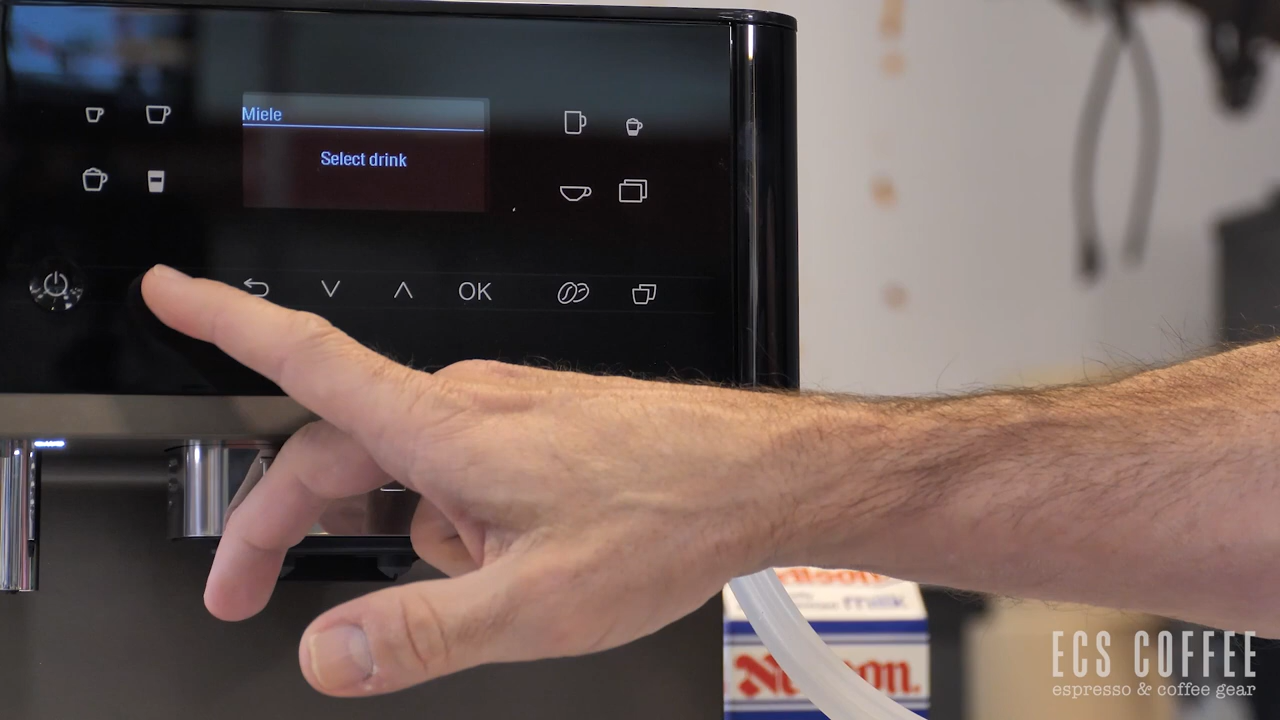 Miele
Select drink
OK
milk
ECS COFFEE
espresso & coffee gear